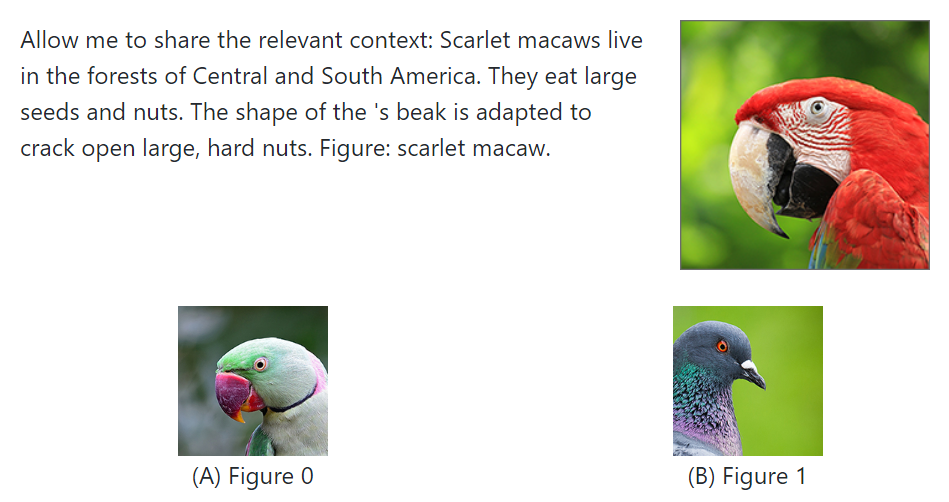 Allow me to share the relevant context: Scarlet macaws live
in the forests of Central and South America. They eat large
seeds and nuts. The shape of the 's beak is adapted to
crack open large, hard nuts. Figure: scarlet macaw.
(A) Figure 0
(B) Figure 1